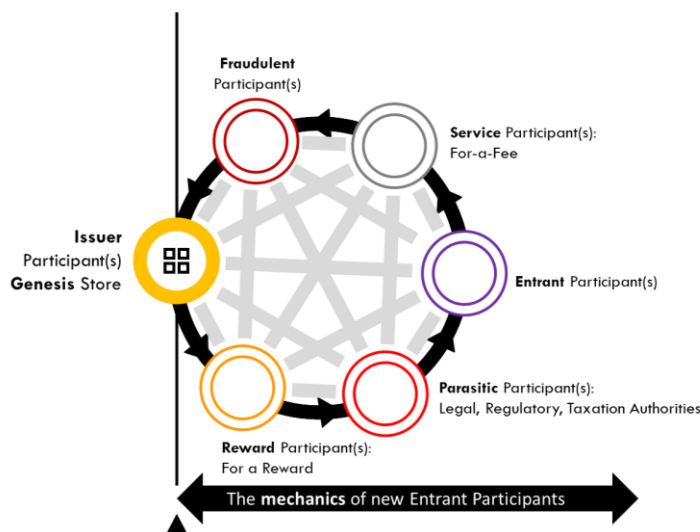 Fraudulent
Participant(s)
Service Participant(s):
For-a-Fee
Issuer
Participant(s)
Genesis Store
Entrant Participant(s)
Parasitic Participant(s):
Legal, Regulatory, Taxation Authorities
Reward Participant(s):
For a Reward
The mechanics of new Entrant Participants